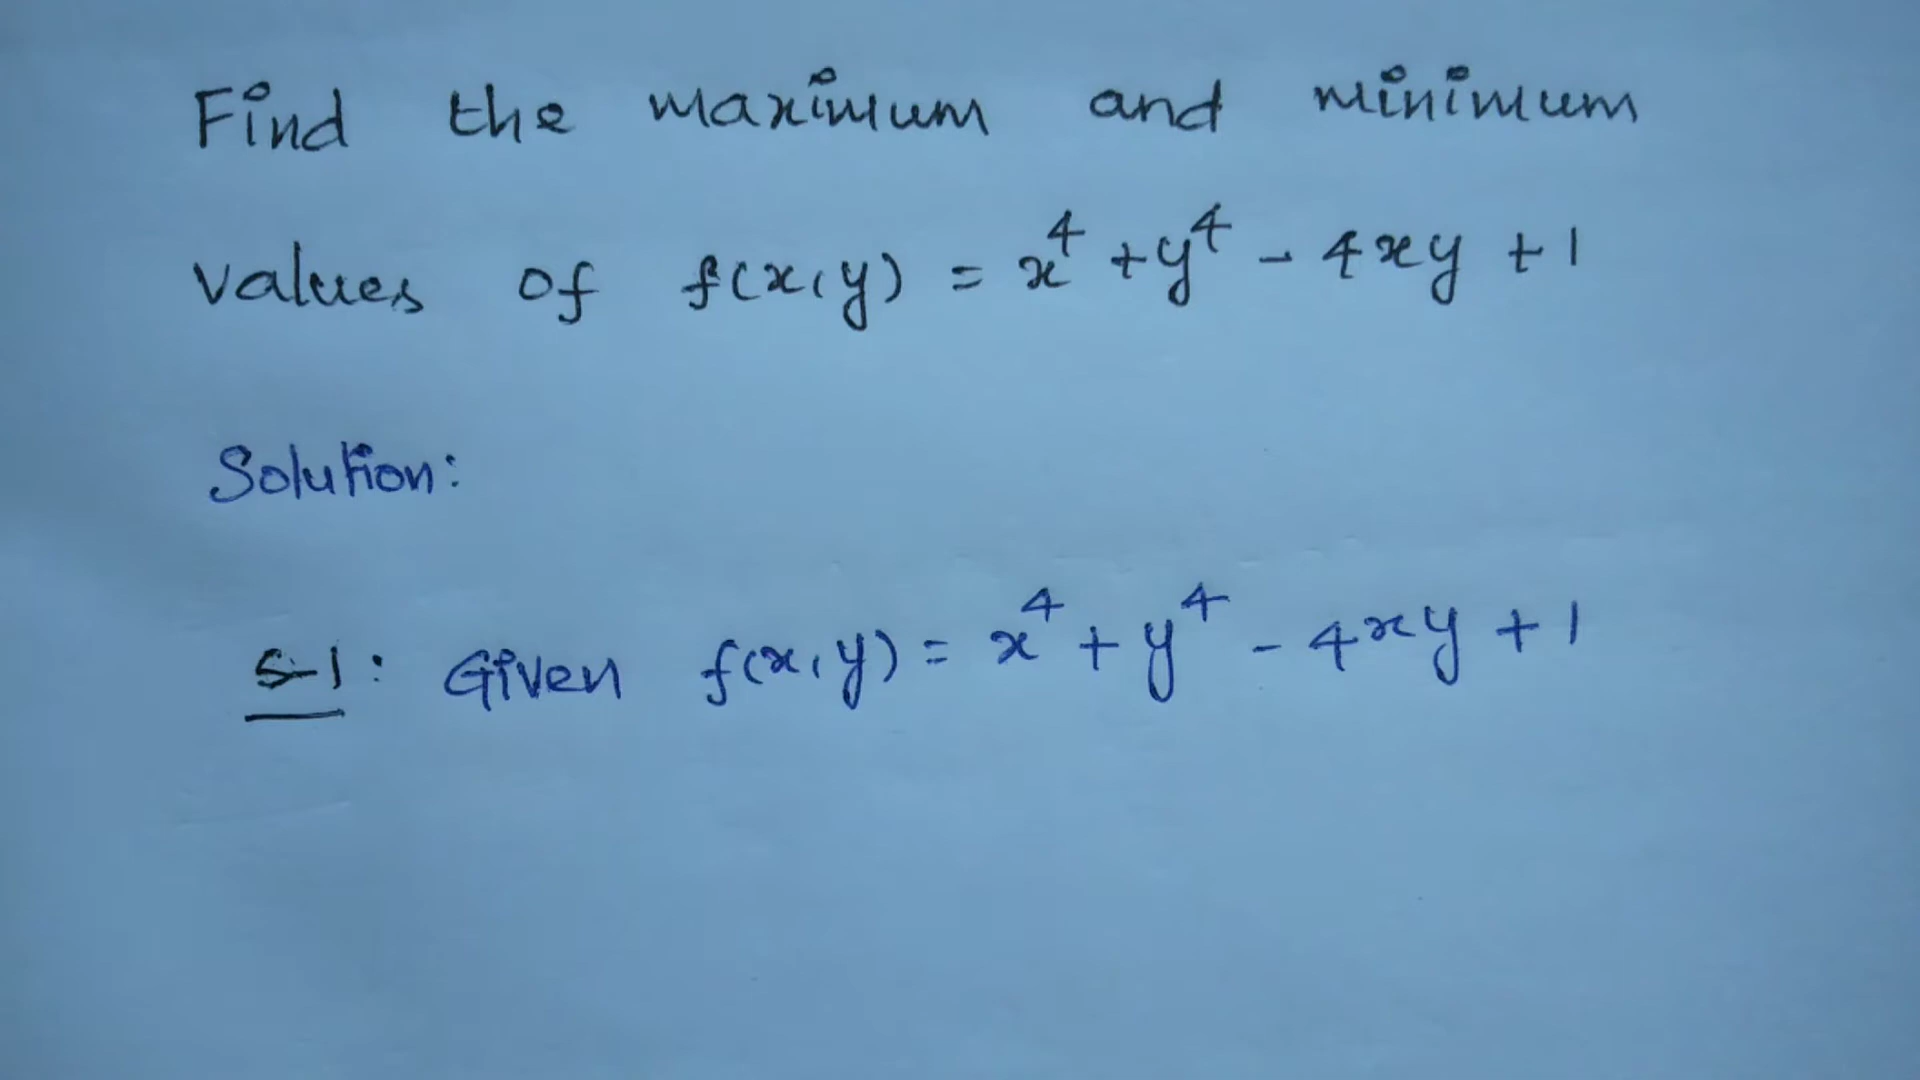 Find the maximum and minimum
values of f(x,y) = x⁴ + y⁴ - 4xy + 1
Solution:
S-1: Given f(x,y) = x⁴ + y⁴ - 4xy + 1